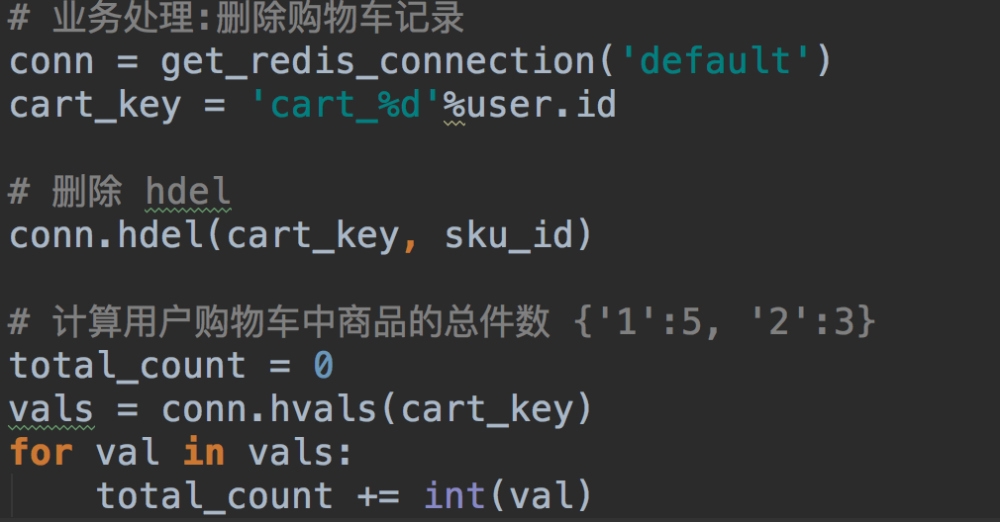 # 业务处理:删除购物车记录
conn = get_redis_connection('default')
cart_key = 'cart_%d'%user.id
# 删除 hdel
conn.hdel(cart_key, sku_id)
# 计算用户购物车中商品的总件数 {'1':5, '2':3}
total_count = 0
vals = conn.hvals(cart_key)
for val in vals:
    total_count += int(val)